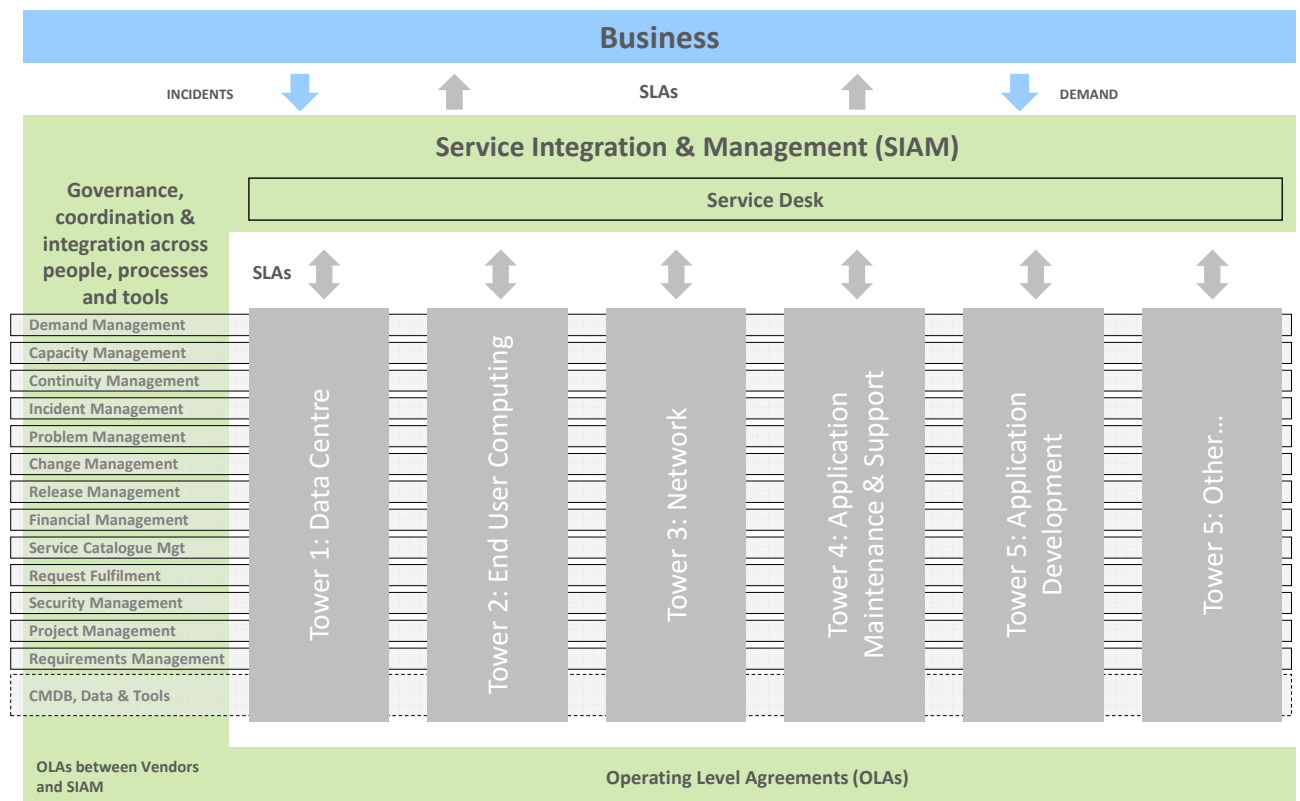 Business
INCIDENTS
SLAs
DEMAND
Service Integration & Management (SIAM)
Governance,
coordination &
integration across
people, processes
and tools
Service Desk
SLAs
Demand Management
Capacity Management
Continuity Management
Incident Management
Problem Management
Change Management
Release Management
Financial Management
Service Catalogue Mgt
Request Fulfilment
Security Management
Project Management
Requirements Management
CMDB, Data & Tools
Tower 1: Data Centre
Tower 2: End User Computing
Tower 3: Network
Tower 4: Application
Maintenance & Support
Tower 5: Application
Development
Tower 5: Other...
OLAs between Vendors
and SIAM
Operating Level Agreements (OLAs)